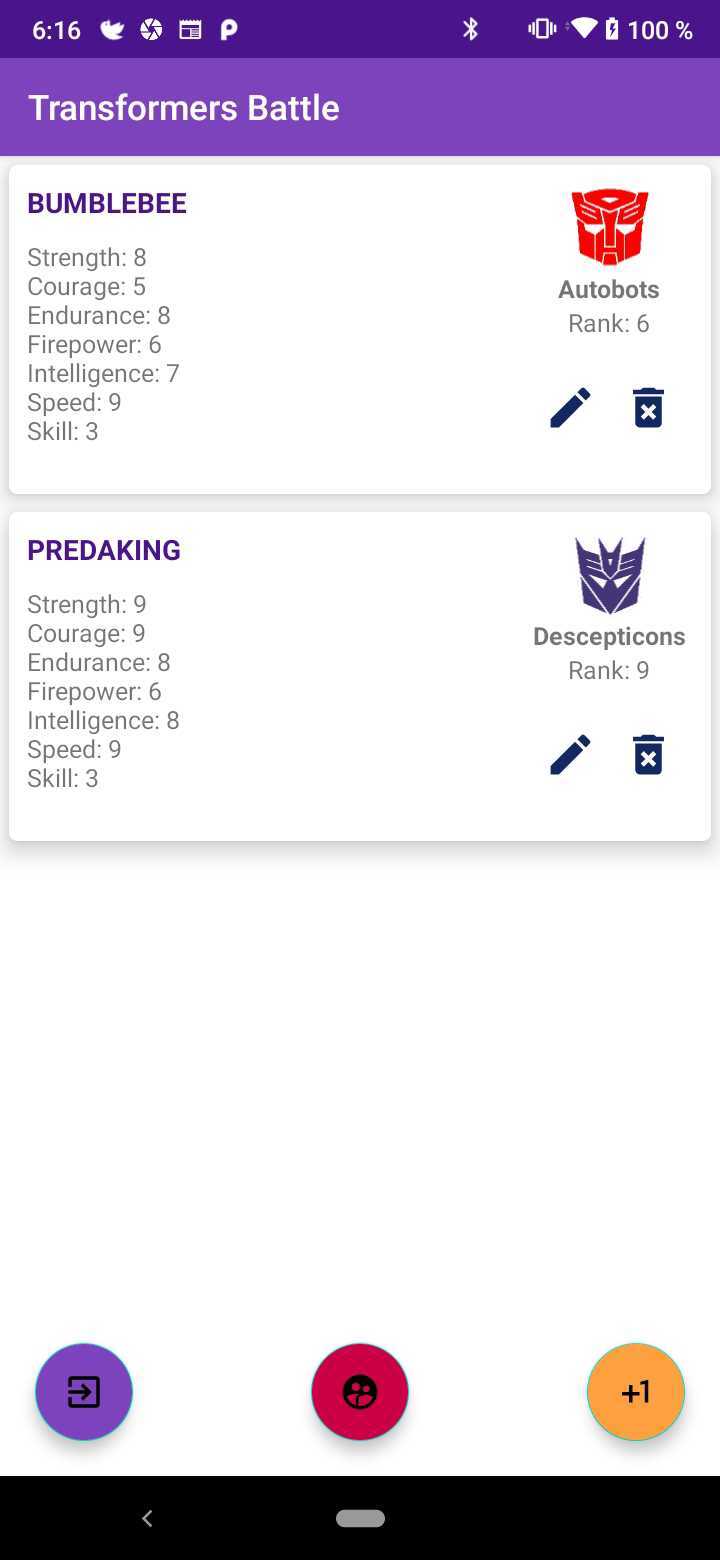 6:16
100 %
Transformers Battle
BUMBLEBEE
Strength: 8
Courage: 5
Endurance: 8
Firepower: 6
Intelligence: 7
Speed: 9
Skill: 3
Autobots
Rank: 6
PREDAKING
Strength: 9
Courage: 9
Endurance: 8
Firepower: 6
Intelligence: 8
Speed: 9
Skill: 3
Descepticons
Rank: 9
+1